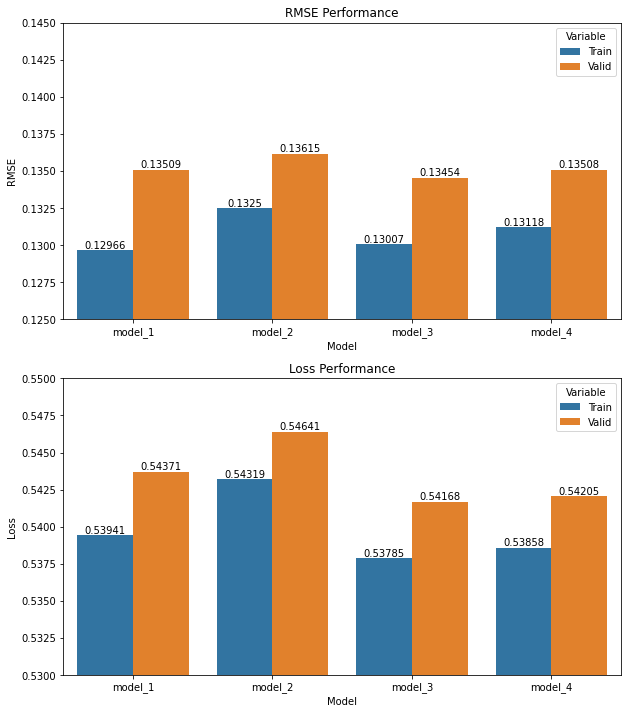 RMSE Performance
0.1450
0.1425
0.1400
0.1375
0.1350
0.1325
0.1300
0.1275
0.1250
RMSE
Variable
Train
Valid
0.12966
0.13509
0.1325
0.13615
0.13007
0.13454
0.13118
0.13508
model_1 model_2 model_3 model_4
Model
Loss Performance
0.5500
0.5475
0.5450
0.5425
0.5400
0.5375
0.5350
0.5325
0.5300
Loss
Variable
Train
Valid
0.53941
0.54371
0.54319
0.54641
0.53785
0.54168
0.53858
0.54205
model_1 model_2 model_3 model_4
Model